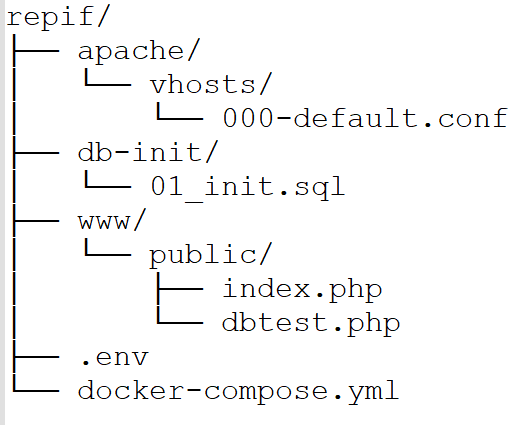 repif/
├── apache/
│   └── vhosts/
│       └── 000-default.conf
├── db-init/
│   └── 01_init.sql
├── www/
│   └── public/
│       ├── index.php
│       └── dbtest.php
├── .env
└── docker-compose.yml